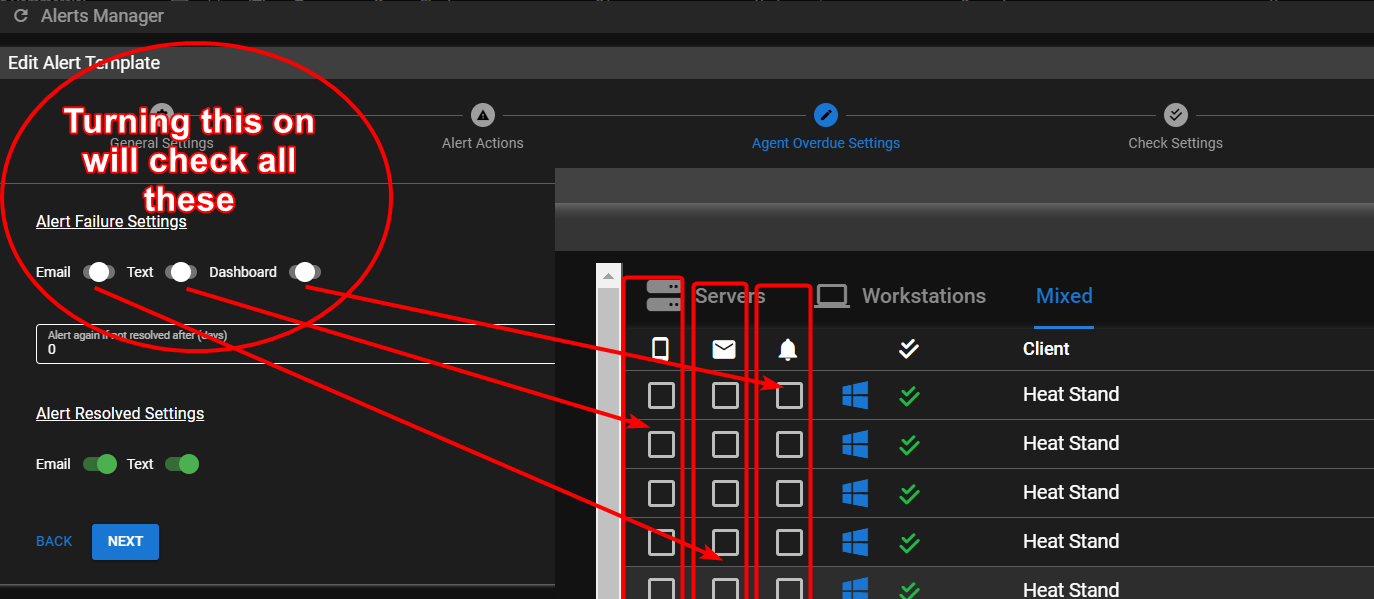 Alerts Manager
Edit Alert Template
Turning this on
will check all
these
General Settings
Alert Actions
Agent Overdue Settings
Check Settings
Alert Failure Settings
Email
Text
Dashboard
Alert again if not resolved after (days)
0
Alert Resolved Settings
Email
Text
BACK
NEXT
Servers
Workstations
Mixed
Client
Heat Stand
Heat Stand
Heat Stand
Heat Stand
Heat Stand